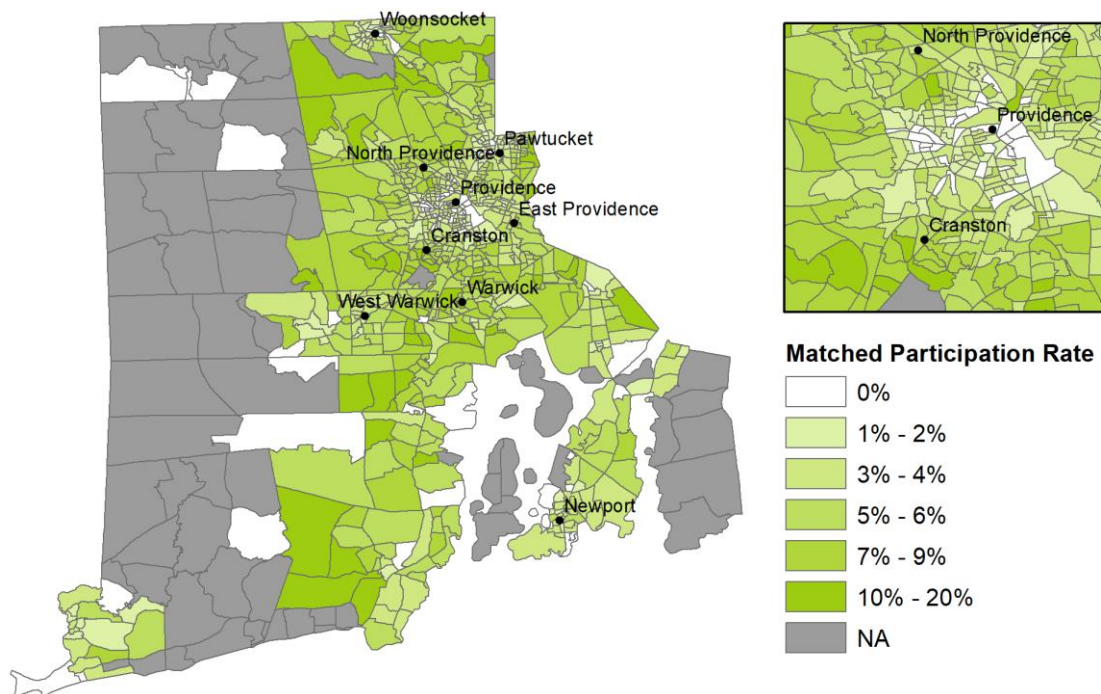 Woonsocket
North Providence
Pawtucket
Providence
East Providence
Cranston
West Warwick
Warwick
Newport
North Providence
Providence
Cranston
Matched Participation Rate
0%
1% - 2%
3% - 4%
5% - 6%
7% - 9%
10% - 20%
NA